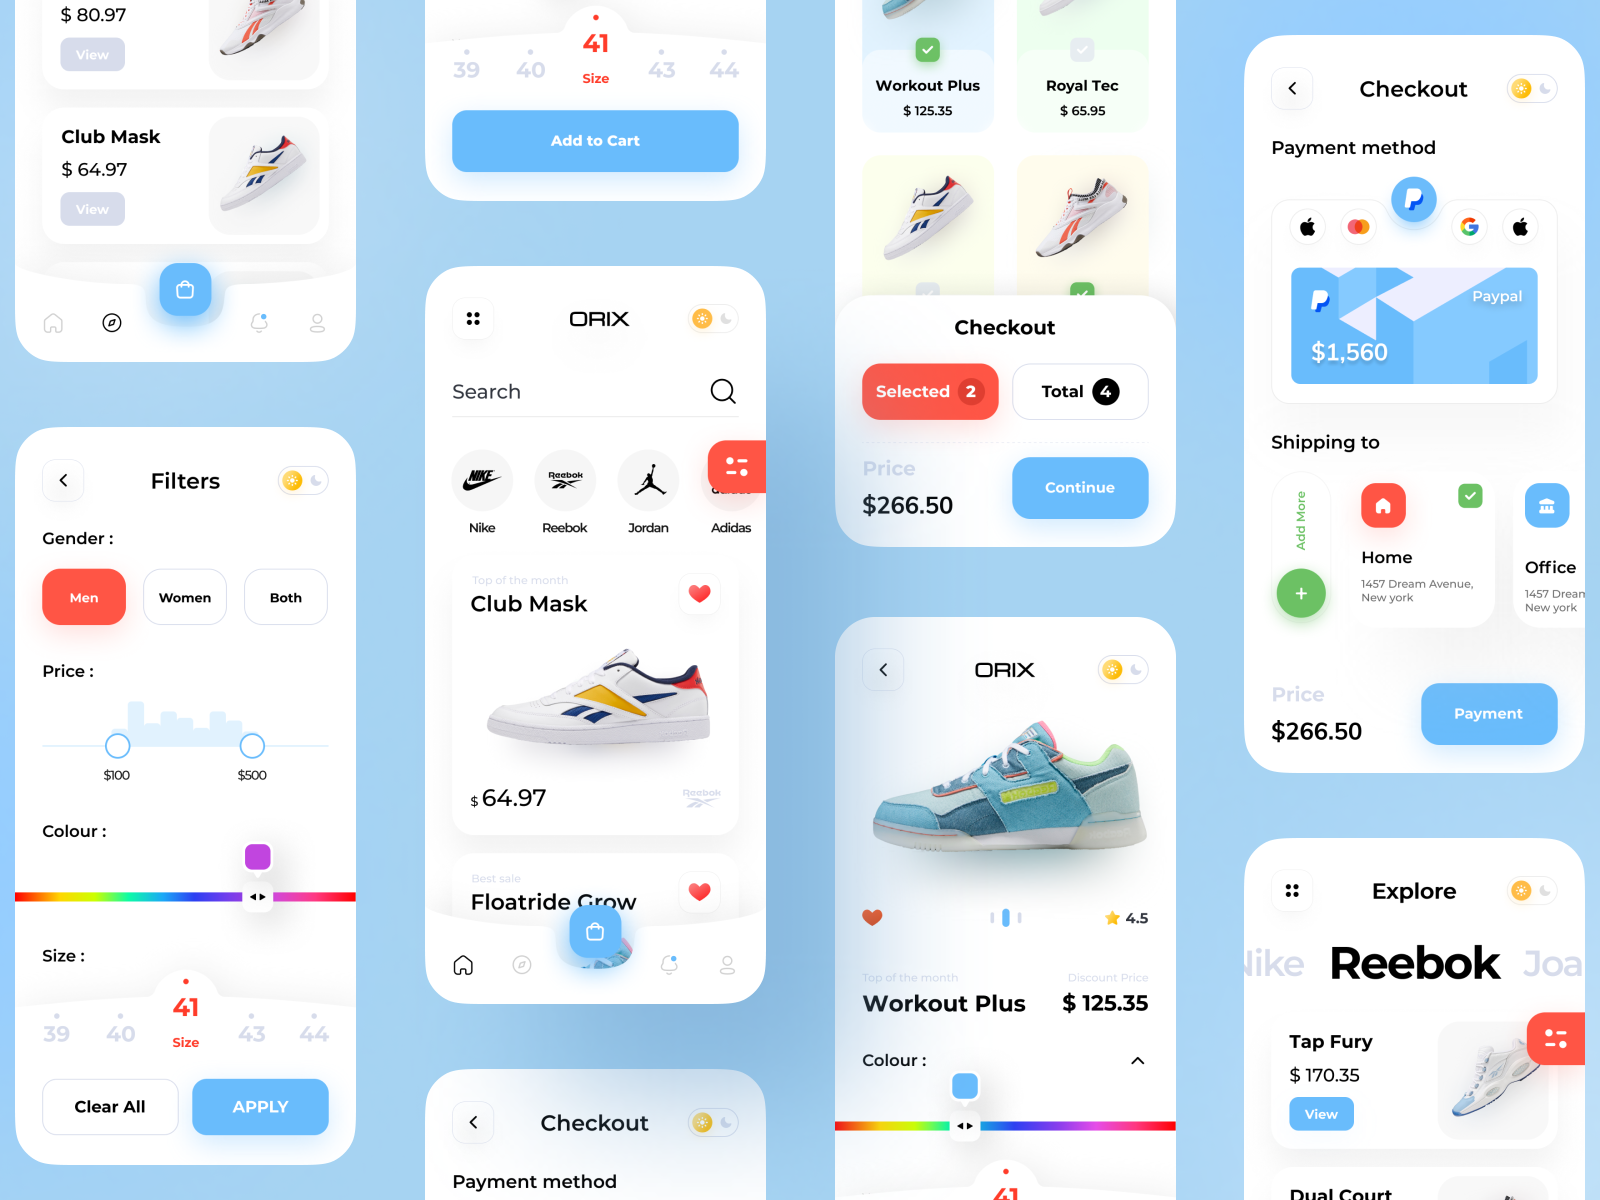 $ 80.97
View
Club Mask
$ 64.97
View
Filters
Gender :
Men
Women
Both
Price :
$100
$500
Colour :
Size :
39
40
41
43
44
Size
Clear All
APPLY
39
40
41
43
44
Size
Add to Cart
ORIX
Search
NIKE
Reebok
Nike
Reebok
Jordan
Adidas
Top of the month
Club Mask
$ 64.97
Reebok
Best sale
Floatride Grow
Checkout
Payment method
Workout Plus
$ 125.35
Royal Tec
$ 65.95
Checkout
Selected 2
Total 4
Price
$266.50
Continue
ORIX
4.5
Top of the month
Discount Price
Workout Plus
$ 125.35
Colour :
41
Checkout
Payment method
Paypal
$1,560
Shipping to
Add More
Home
1457 Dream Avenue,
New york
Office
1457 Dream
New york
Price
$266.50
Payment
Explore
Nike
Reebok
Joa
Tap Fury
$ 170.35
View
Dual Court